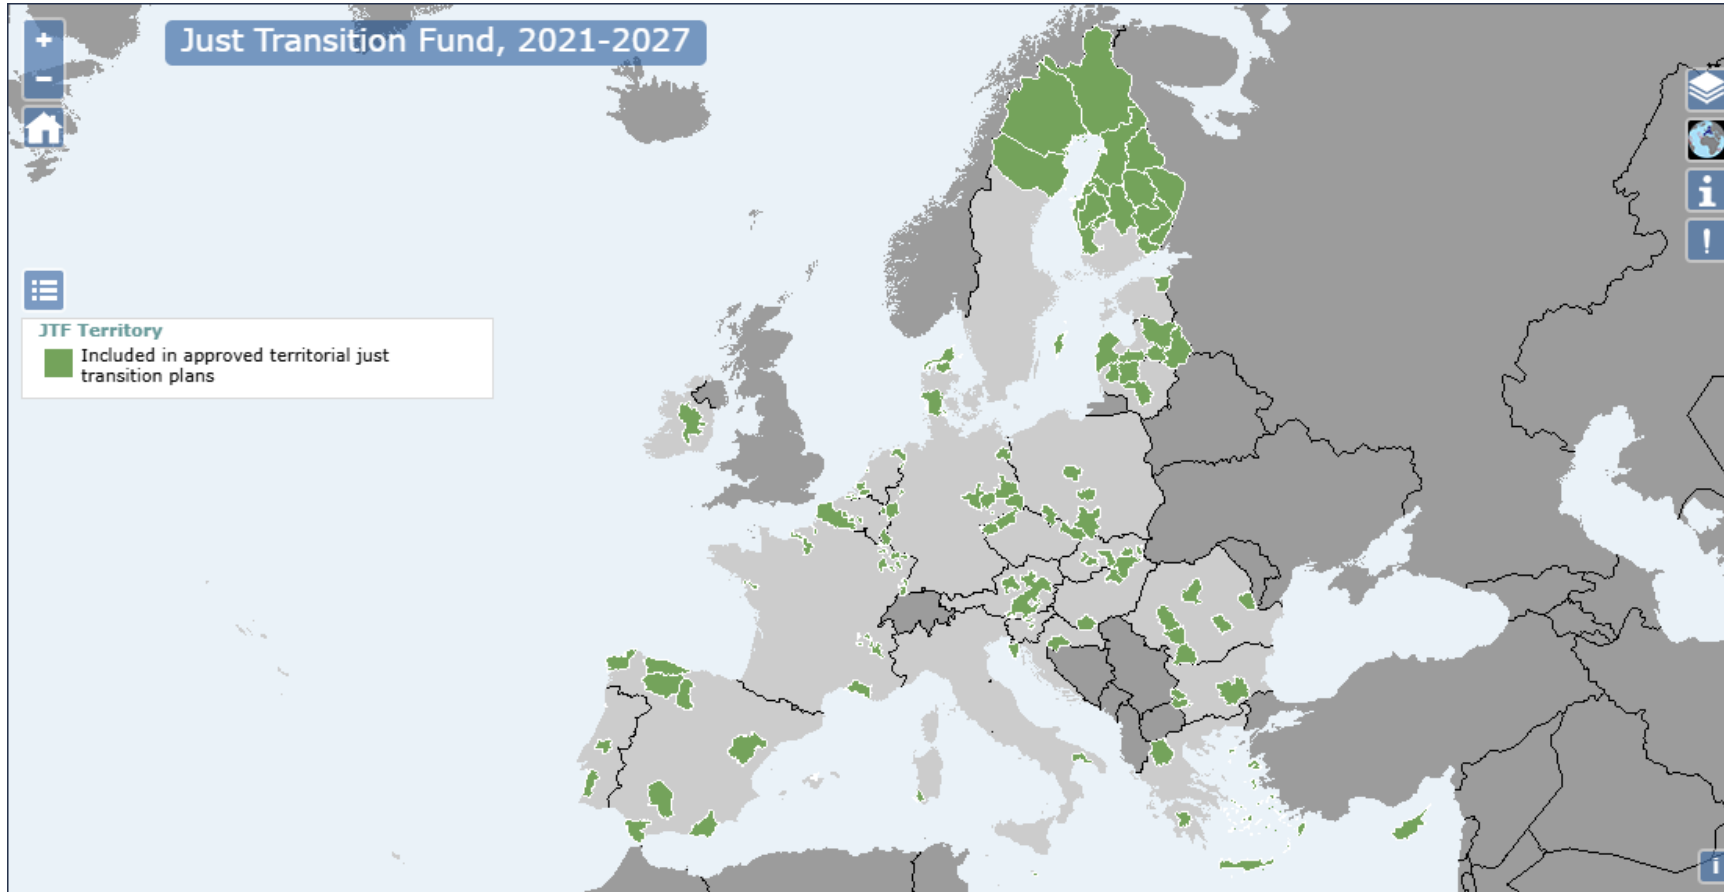 Just Transition Fund, 2021-2027
JTF Territory
Included in approved territorial just
transition plans